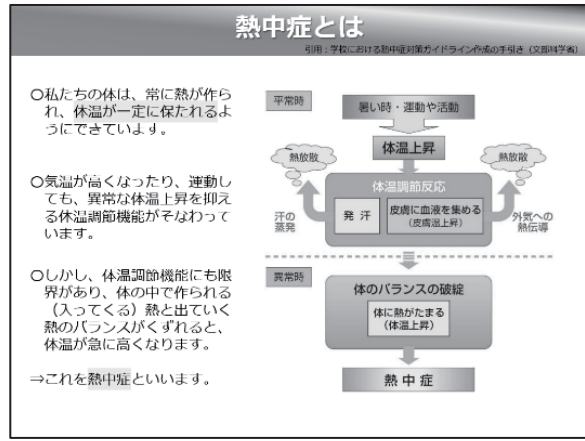 熱中症とは
引用：学校における熱中症対策ガイドライン作成の手引き（文部科学省）
○私たちの体は、常に熱が作ら
れ、体温が一定に保たれるよ
うにできています。
○気温が高くなったり、運動し
ても、異常な体温上昇を抑え
る体温調節機能がそなわって
います。
○しかし、体温調節機能にも限
界があり、体の中で作られる
（入ってくる）熱と出ていく
熱のバランスがくずれると、
体温が急に高くなります。
⇒これを熱中症といいます。
平常時
暑い時・運動や活動
体温上昇
熱放散
熱放散
体温調節反応
発汗
皮膚に血液を集める
（皮膚温上昇）
汗の
蒸発
外気への
熱伝導
異常時
体のバランスの破綻
体に熱がたまる
（体温上昇）
熱中症